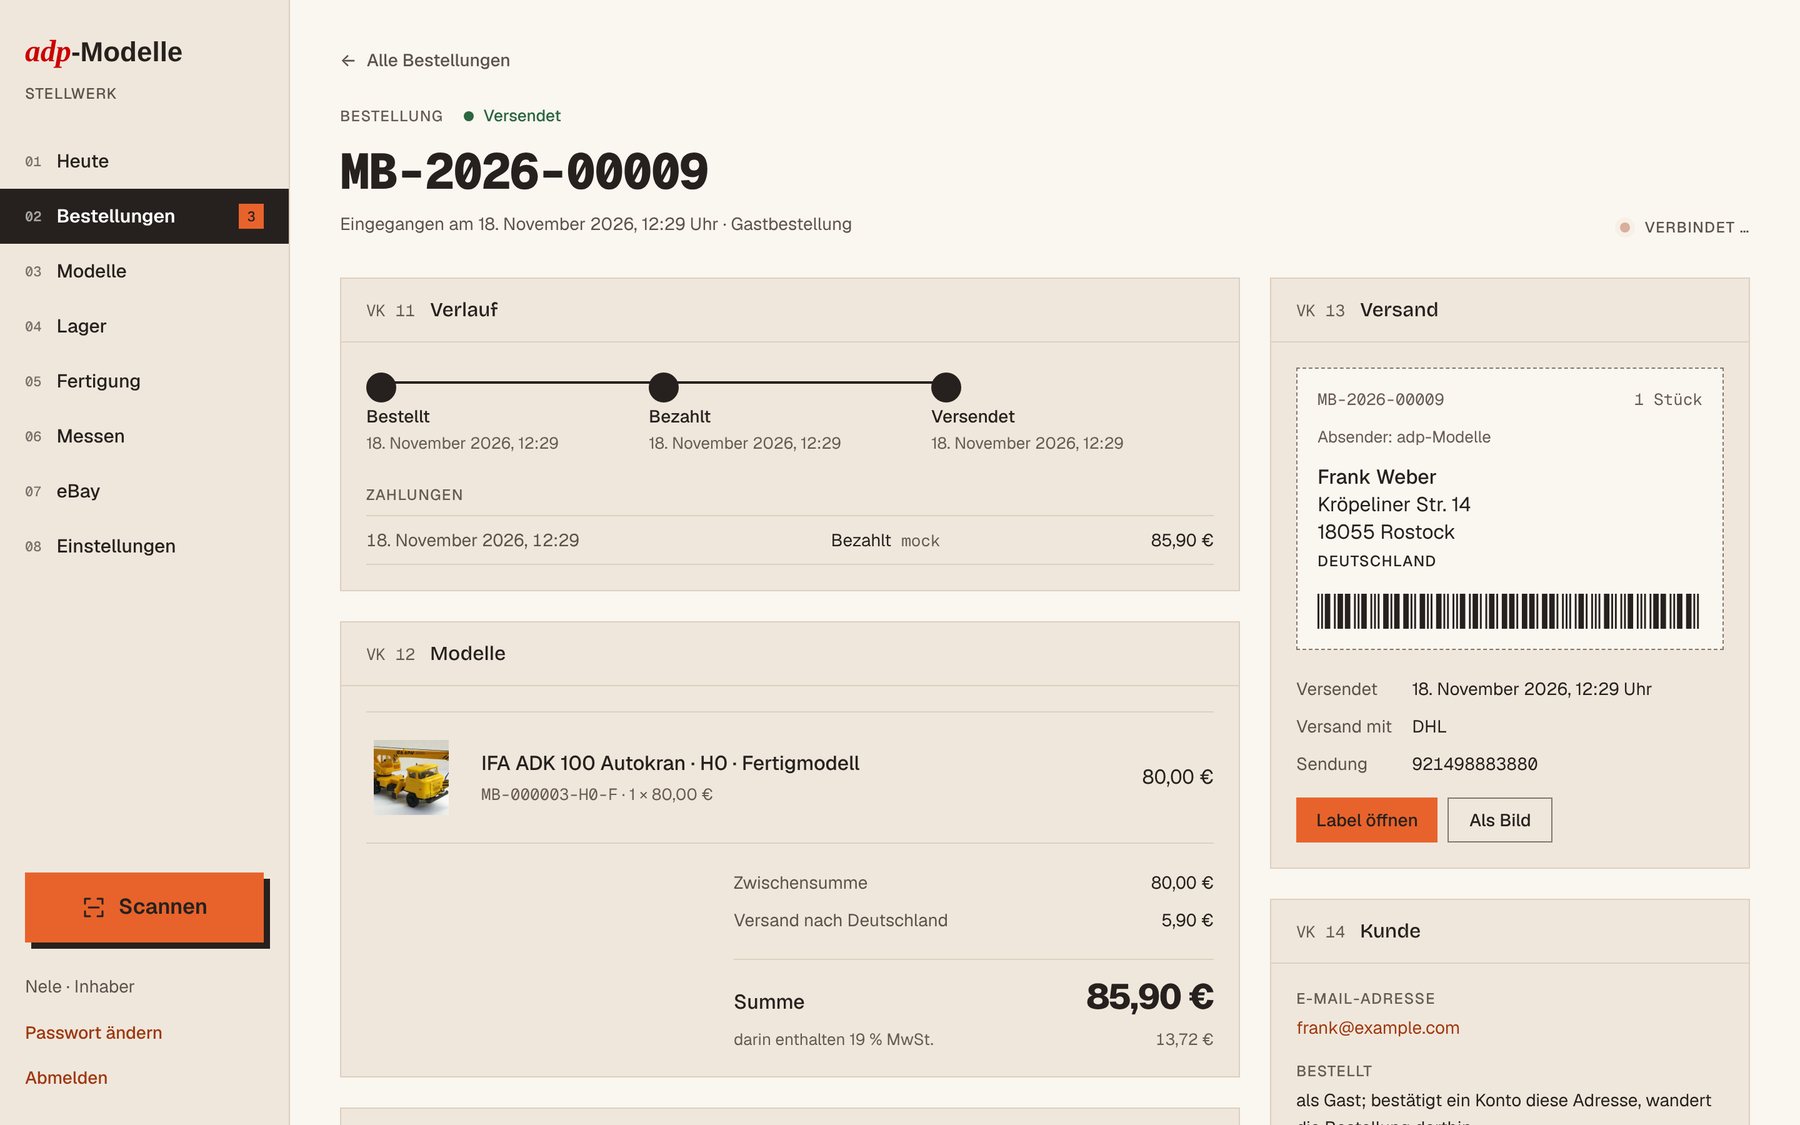 adp-Modelle
STELLWERK
01 Heute
02 Bestellungen 3
03 Modelle
04 Lager
05 Fertigung
06 Messen
07 eBay
08 Einstellungen
Scannen
Nele · Inhaber
Passwort ändern
Abmelden
← Alle Bestellungen
BESTELLUNG Versendet
MB-2026-00009
Eingegangen am 18. November 2026, 12:29 Uhr · Gastbestellung
VERBINDET …
VK 11 Verlauf
Bestellt Bezahlt Versendet
18. November 2026, 12:29 18. November 2026, 12:29 18. November 2026, 12:29
ZAHLUNGEN
18. November 2026, 12:29 Bezahlt mock 85,90 €
VK 12 Modelle
IFA ADK 100 Autokran · H0 · Fertigmodell
MB-000003-H0-F · 1 × 80,00 €
80,00 €
Zwischensumme 80,00 €
Versand nach Deutschland 5,90 €
Summe 85,90 €
darin enthalten 19 % MwSt. 13,72 €
VK 13 Versand
MB-2026-00009 1 Stück
Absender: adp-Modelle
Frank Weber
Kröpeliner Str. 14
18055 Rostock
DEUTSCHLAND
Versendet 18. November 2026, 12:29 Uhr
Versand mit DHL
Sendung 921498883880
Label öffnen Als Bild
VK 14 Kunde
E-MAIL-ADRESSE
frank@example.com
BESTELLT
als Gast; bestätigt ein Konto diese Adresse, wandert
die Bestellung dorthin